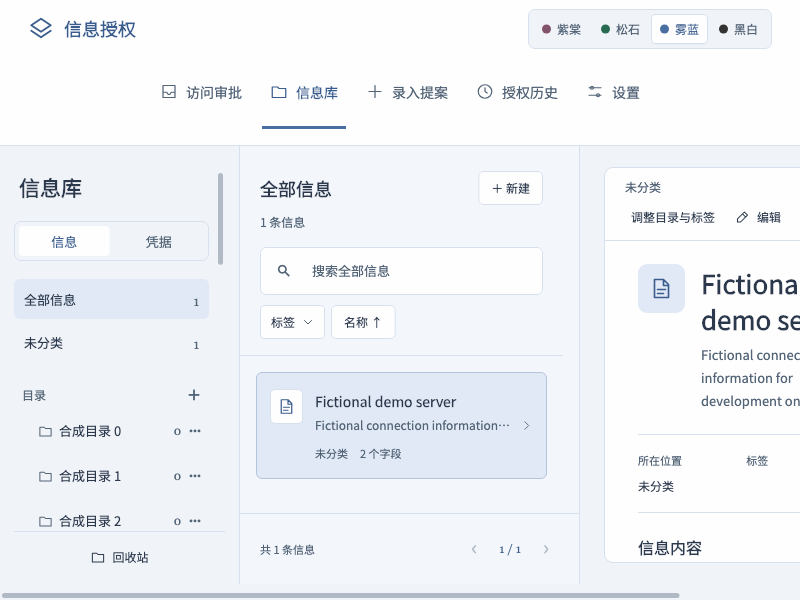 信息授权
紫棠
松石
雾蓝
黑白
访问审批
信息库
录入提案
授权历史
设置
信息库
信息
凭据
全部信息 1
未分类 1
目录
合成目录 0 0
合成目录 1 0
合成目录 2 0
回收站
全部信息
新建
1 条信息
搜索全部信息
标签
名称 ↑
Fictional demo server
Fictional connection information…
未分类 2 个字段
共 1 条信息
1 / 1
未分类
调整目录与标签
编辑
Fictiona
demo se
Fictional connec
information for
development on
所在位置
标签
未分类
信息内容